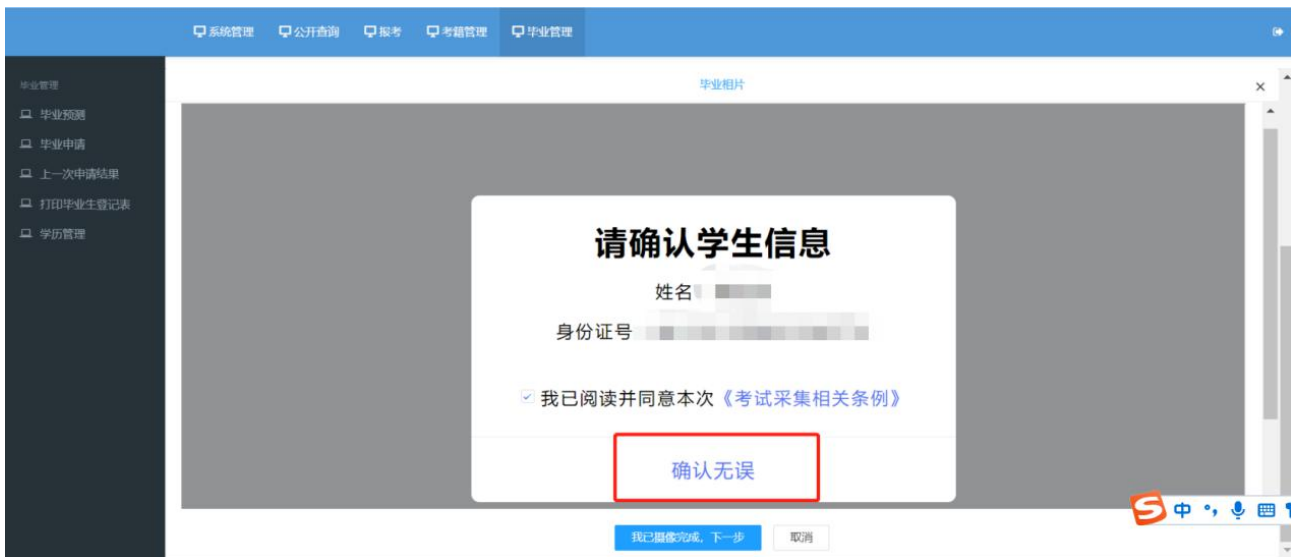 系统管理 公开查询 报考 考籍管理 毕业管理
毕业管理
毕业预测
毕业申请
上一次申请结果
打印毕业生登记表
学历管理
毕业相片
请确认学生信息
姓名
身份证号
我已阅读并同意本次《考试采集相关条例》
确认无误
我已摄像完成，下一步 取消
中